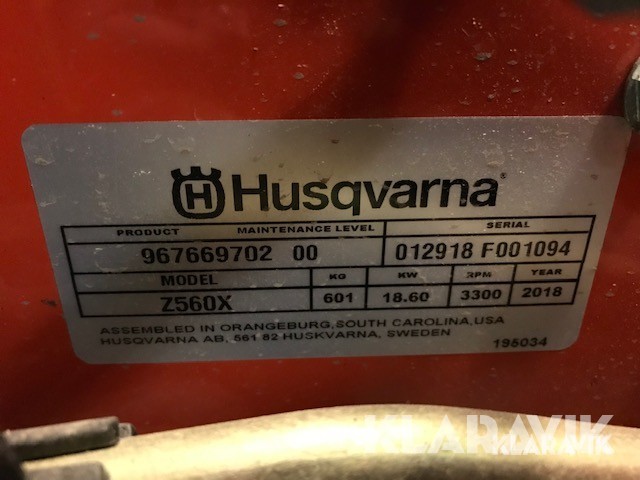 H Husqvarna
PRODUCT MAINTENANCE LEVEL SERIAL
967669702 00 012918 F001094
MODEL KG KW RPM YEAR
Z560X 601 18.60 3300 2018
ASSEMBLED IN ORANGEBURG,SOUTH CAROLINA,USA
HUSQVARNA AB, 561 82 HUSKVARNA, SWEDEN
195034
KLARAVIK
KLARAVIK